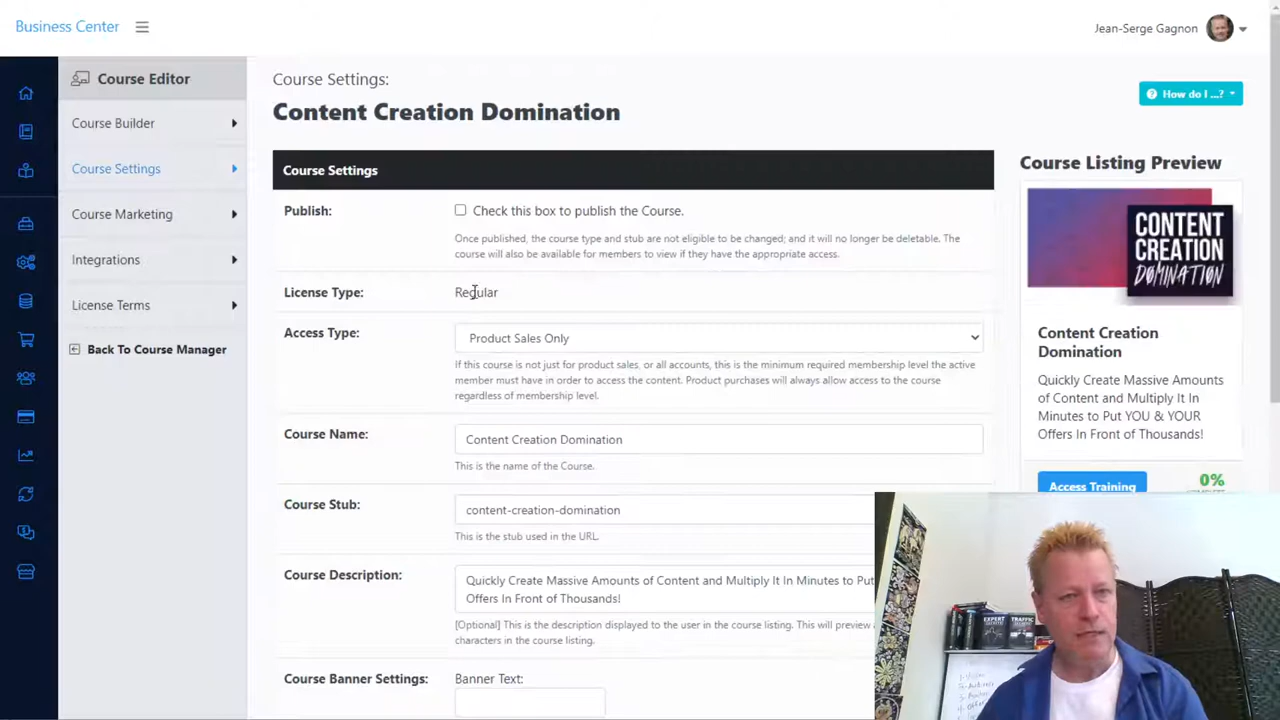 Business Center
Jean-Serge Gagnon
Course Editor
Course Builder
Course Settings
Course Marketing
Integrations
License Terms
Back To Course Manager
Course Settings:
Content Creation Domination
How do I ...?
Course Settings
Publish:
Check this box to publish the Course.
Once published, the course type and stub are not eligible to be changed; and it will no longer be deletable. The
course will also be available for members to view if they have the appropriate access.
License Type:
Regular
Access Type:
Product Sales Only
If this course is not just for product sales, or all accounts, this is the minimum required membership level the active
member must have in order to access the content. Product purchases will always allow access to the course
regardless of membership level.
Course Name:
Content Creation Domination
This is the name of the Course.
Course Stub:
content-creation-domination
This is the stub used in the URL.
Course Description:
Quickly Create Massive Amounts of Content and Multiply It In Minutes to Put
Offers In Front of Thousands!
[Optional] This is the description displayed to the user in the course listing. This will preview a
characters in the course listing.
Course Banner Settings:
Banner Text:
Course Listing Preview
CONTENT
CREATION
DOMINATION
Content Creation
Domination
Quickly Create Massive Amounts
of Content and Multiply It In
Minutes to Put YOU & YOUR
Offers In Front of Thousands!
Access Training
0%
EXPERT
SECRETS
TRAFFIC
SECRETS